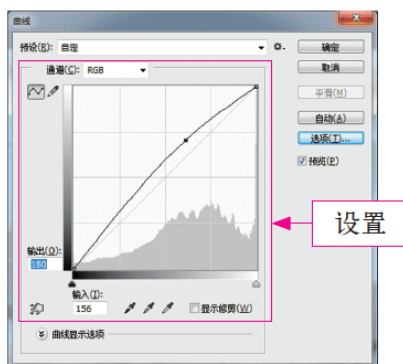 曲线
预设(R): 自定
确定
通道(C): RGB
取消
平滑(M)
自动(A)
选项(T)...
预览(P)
设置
输出(O):
180
输入(I):
156
显示修剪(W)
曲线显示选项